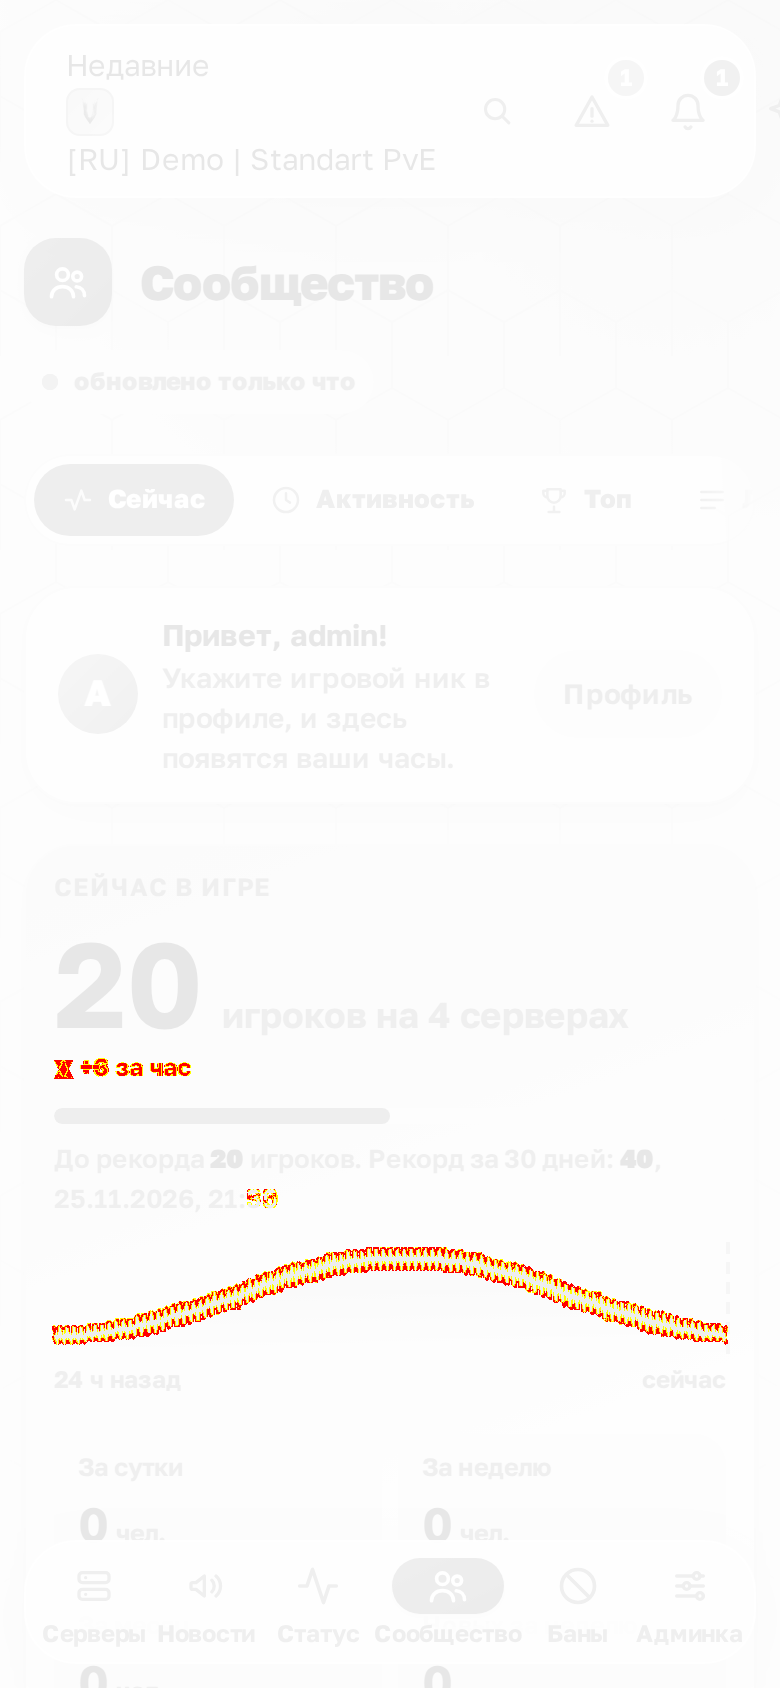 Недавние
1
1
[RU] Demo | Standart PvE
Сообщество
обновлено только что
Сейчас
Активность
Топ
A
Привет, admin!
Укажите игровой ник в
профиле, и здесь
появятся ваши часы.
Профиль
СЕЙЧАС В ИГРЕ
20 игроков на 4 серверах
за час
До рекорда 20 игроков. Рекорд за 30 дней: 40,
25.11.2026, 21:
24 ч назад
сейчас
За сутки
За неделю
0 чел.
0 чел.
Серверы
Новости
Статус
Сообщество
Баны
Админка